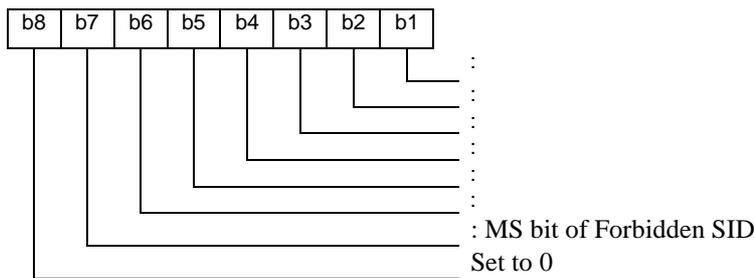 b8 b7 b6 b5 b4 b3 b2 b1
:
:
:
:
:
:
: MS bit of Forbidden SID
Set to 0